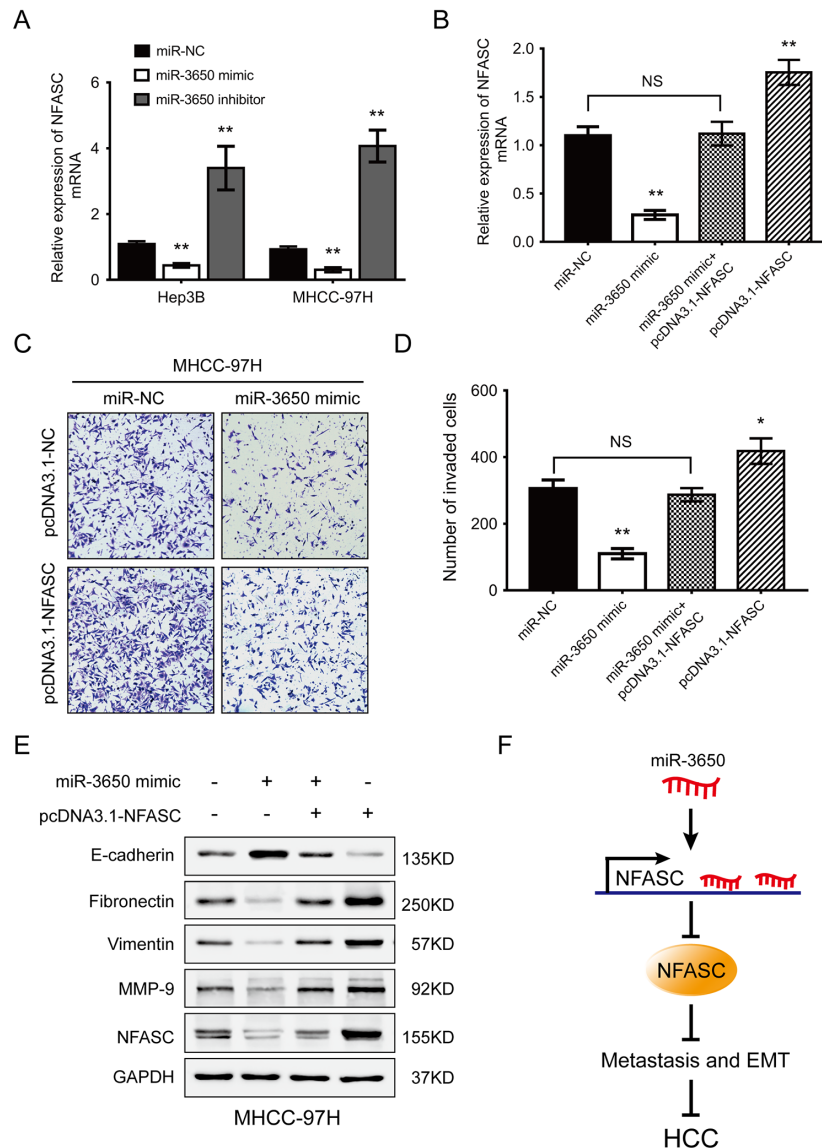 A
miR-NC
miR-3650 mimic
miR-3650 inhibitor
Relative expression of NFASC
mRNA
6
4
2
0
**
**
**
**
Hep3B
MHCC-97H
B
Relative expression of NFASC
mRNA
2.0
1.5
1.0
0.5
0.0
NS
**
**
miR-NC
miR-3650 mimic
miR-3650 mimic+
pcDNA3.1-NFASC
pcDNA3.1-NFASC
C
MHCC-97H
miR-NC
miR-3650 mimic
pcDNA3.1-NC
pcDNA3.1-NFASC
D
Number of invaded cells
600
400
200
0
NS
**
*
miR-NC
miR-3650 mimic
miR-3650 mimic+
pcDNA3.1-NFASC
pcDNA3.1-NFASC
E
miR-3650 mimic - + + -
pcDNA3.1-NFASC - - + +
E-cadherin 135KD
Fibronectin 250KD
Vimentin 57KD
MMP-9 92KD
NFASC 155KD
GAPDH 37KD
MHCC-97H
F
miR-3650
NFASC
NFASC
Metastasis and EMT
HCC